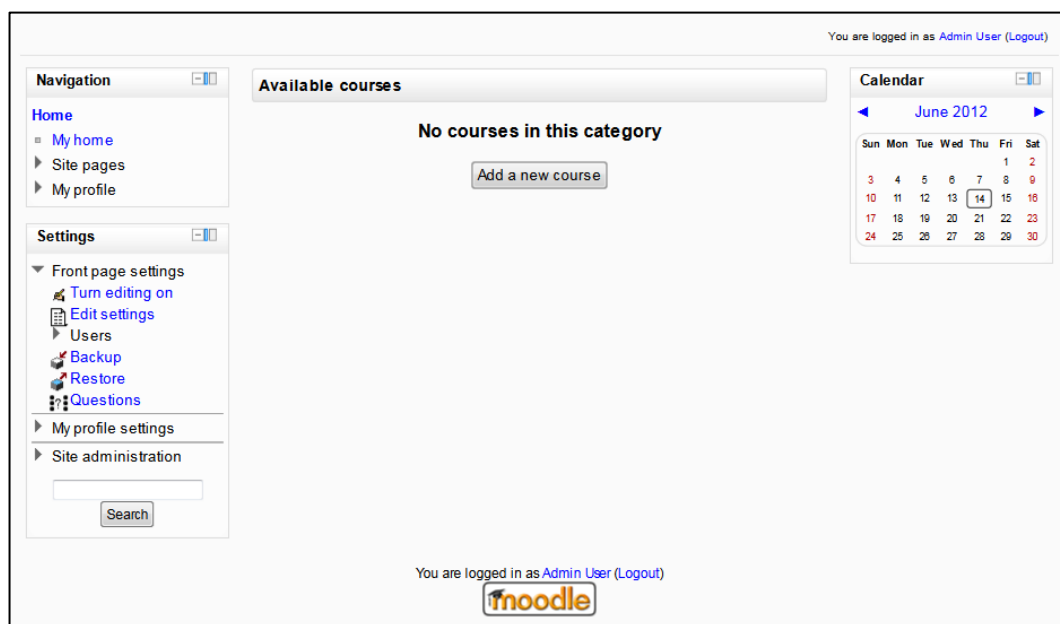 You are logged in as Admin User (Logout)
Navigation
Home
My home
Site pages
My profile
Settings
Front page settings
Turn editing on
Edit settings
Users
Backup
Restore
Questions
My profile settings
Site administration
Search
Available courses
No courses in this category
Add a new course
Calendar
◄ June 2012 ►
Sun Mon Tue Wed Thu Fri Sat
1 2
3 4 5 6 7 8 9
10 11 12 13 14 15 16
17 18 19 20 21 22 23
24 25 26 27 28 29 30
You are logged in as Admin User (Logout)
moodle